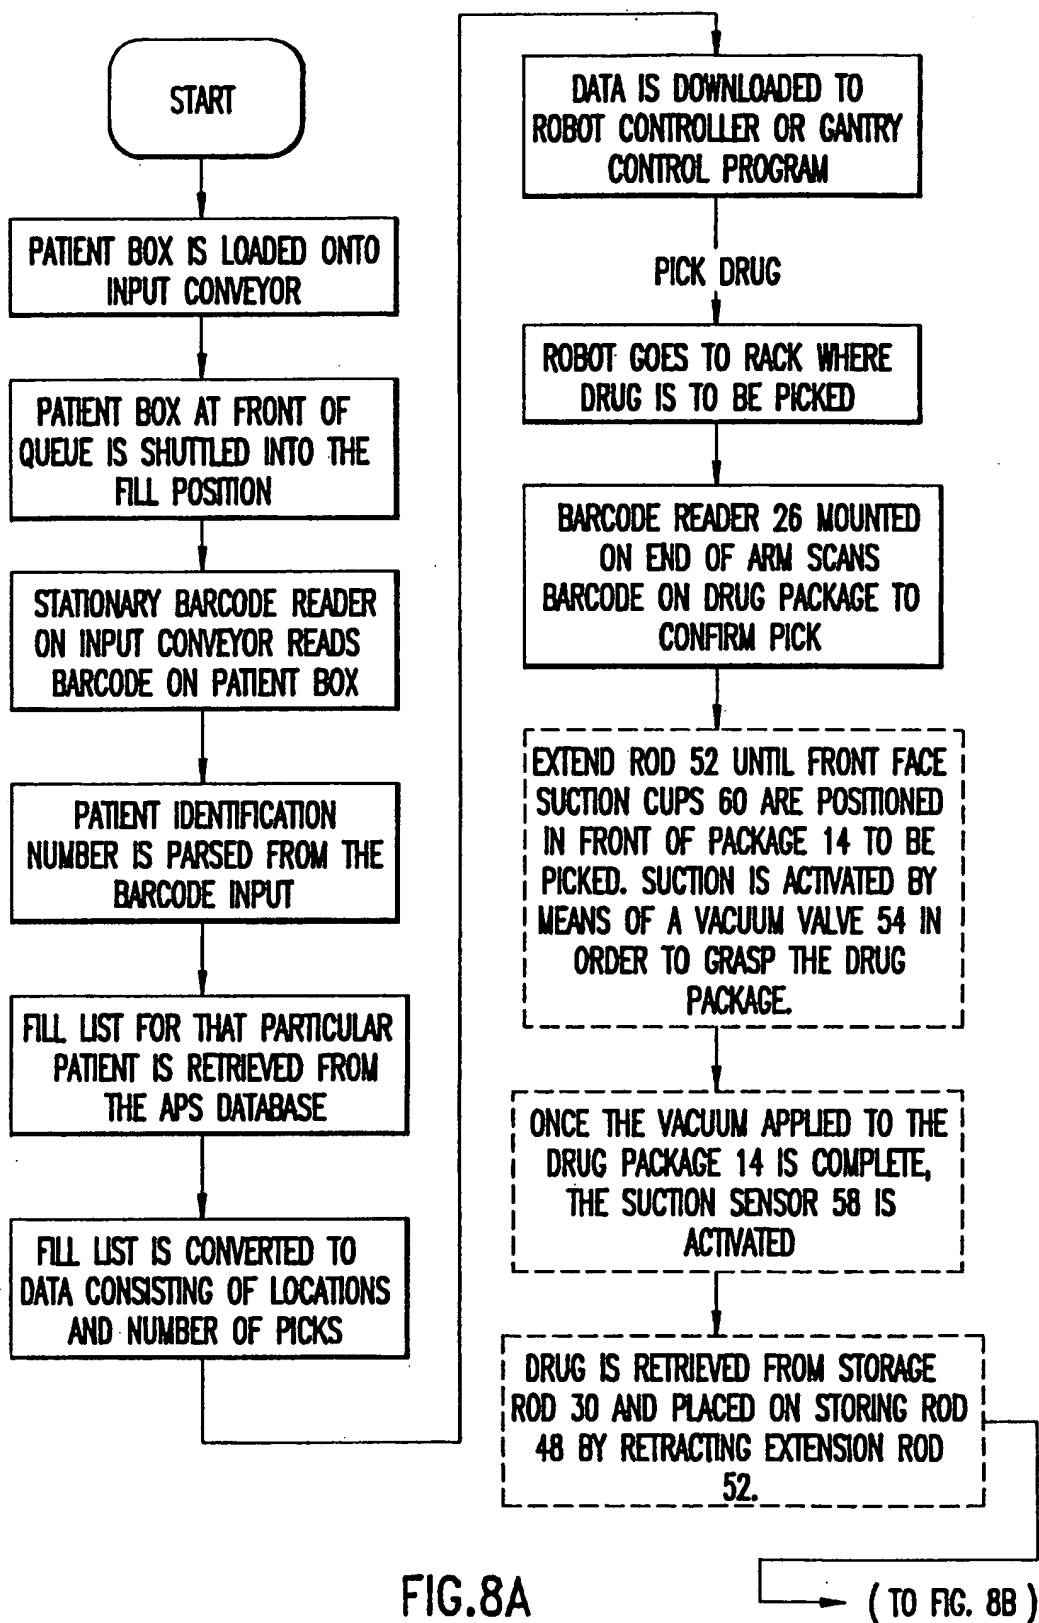 START
PATIENT BOX IS LOADED ONTO
INPUT CONVEYOR
PATIENT BOX AT FRONT OF
QUEUE IS SHUTTLED INTO THE
FILL POSITION
STATIONARY BARCODE READER
ON INPUT CONVEYOR READS
BARCODE ON PATIENT BOX
PATIENT IDENTIFICATION
NUMBER IS PARSED FROM THE
BARCODE INPUT
FILL LIST FOR THAT PARTICULAR
PATIENT IS RETRIEVED FROM
THE APS DATABASE
FILL LIST IS CONVERTED TO
DATA CONSISTING OF LOCATIONS
AND NUMBER OF PICKS
DATA IS DOWNLOADED TO
ROBOT CONTROLLER OR GANTRY
CONTROL PROGRAM
PICK DRUG
ROBOT GOES TO RACK WHERE
DRUG IS TO BE PICKED
BARCODE READER 26 MOUNTED
ON END OF ARM SCANS
BARCODE ON DRUG PACKAGE TO
CONFIRM PICK
EXTEND ROD 52 UNTIL FRONT FACE
SUCTION CUPS 60 ARE POSITIONED
IN FRONT OF PACKAGE 14 TO BE
PICKED. SUCTION IS ACTIVATED BY
MEANS OF A VACUUM VALVE 54 IN
ORDER TO GRASP THE DRUG
PACKAGE.
ONCE THE VACUUM APPLIED TO THE
DRUG PACKAGE 14 IS COMPLETE,
THE SUCTION SENSOR 58 IS
ACTIVATED
DRUG IS RETRIEVED FROM STORAGE
ROD 30 AND PLACED ON STORING ROD
48 BY RETRACTING EXTENSION ROD
52.
(TO FIG. 8B)
FIG.8A